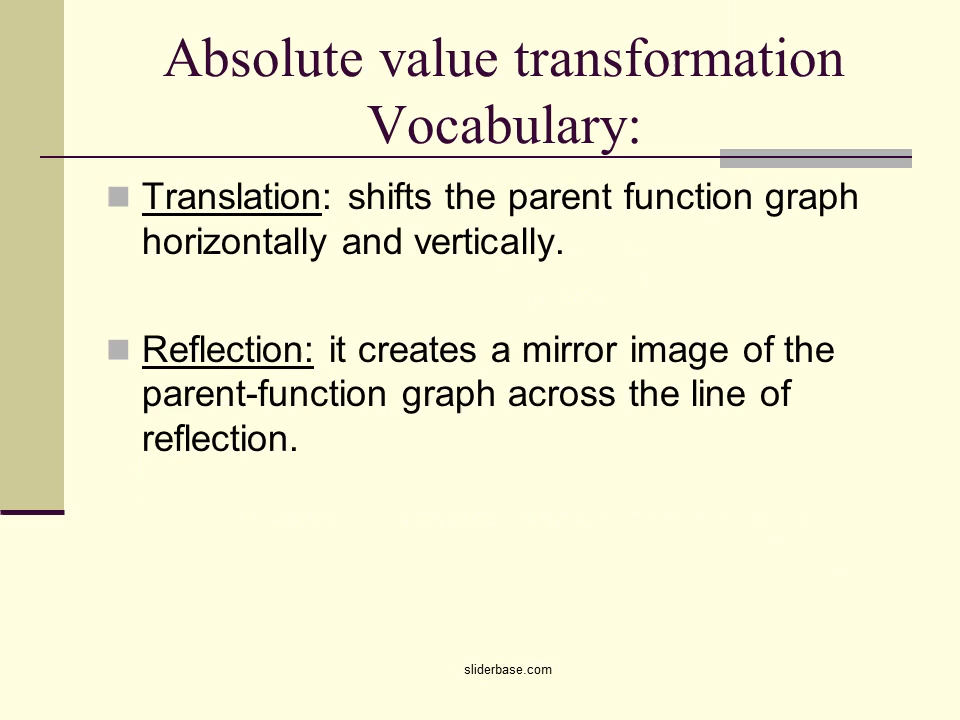 Absolute value transformation
Vocabulary:
Translation: shifts the parent function graph
horizontally and vertically.
Reflection: it creates a mirror image of the
parent-function graph across the line of
reflection.
sliderbase.com